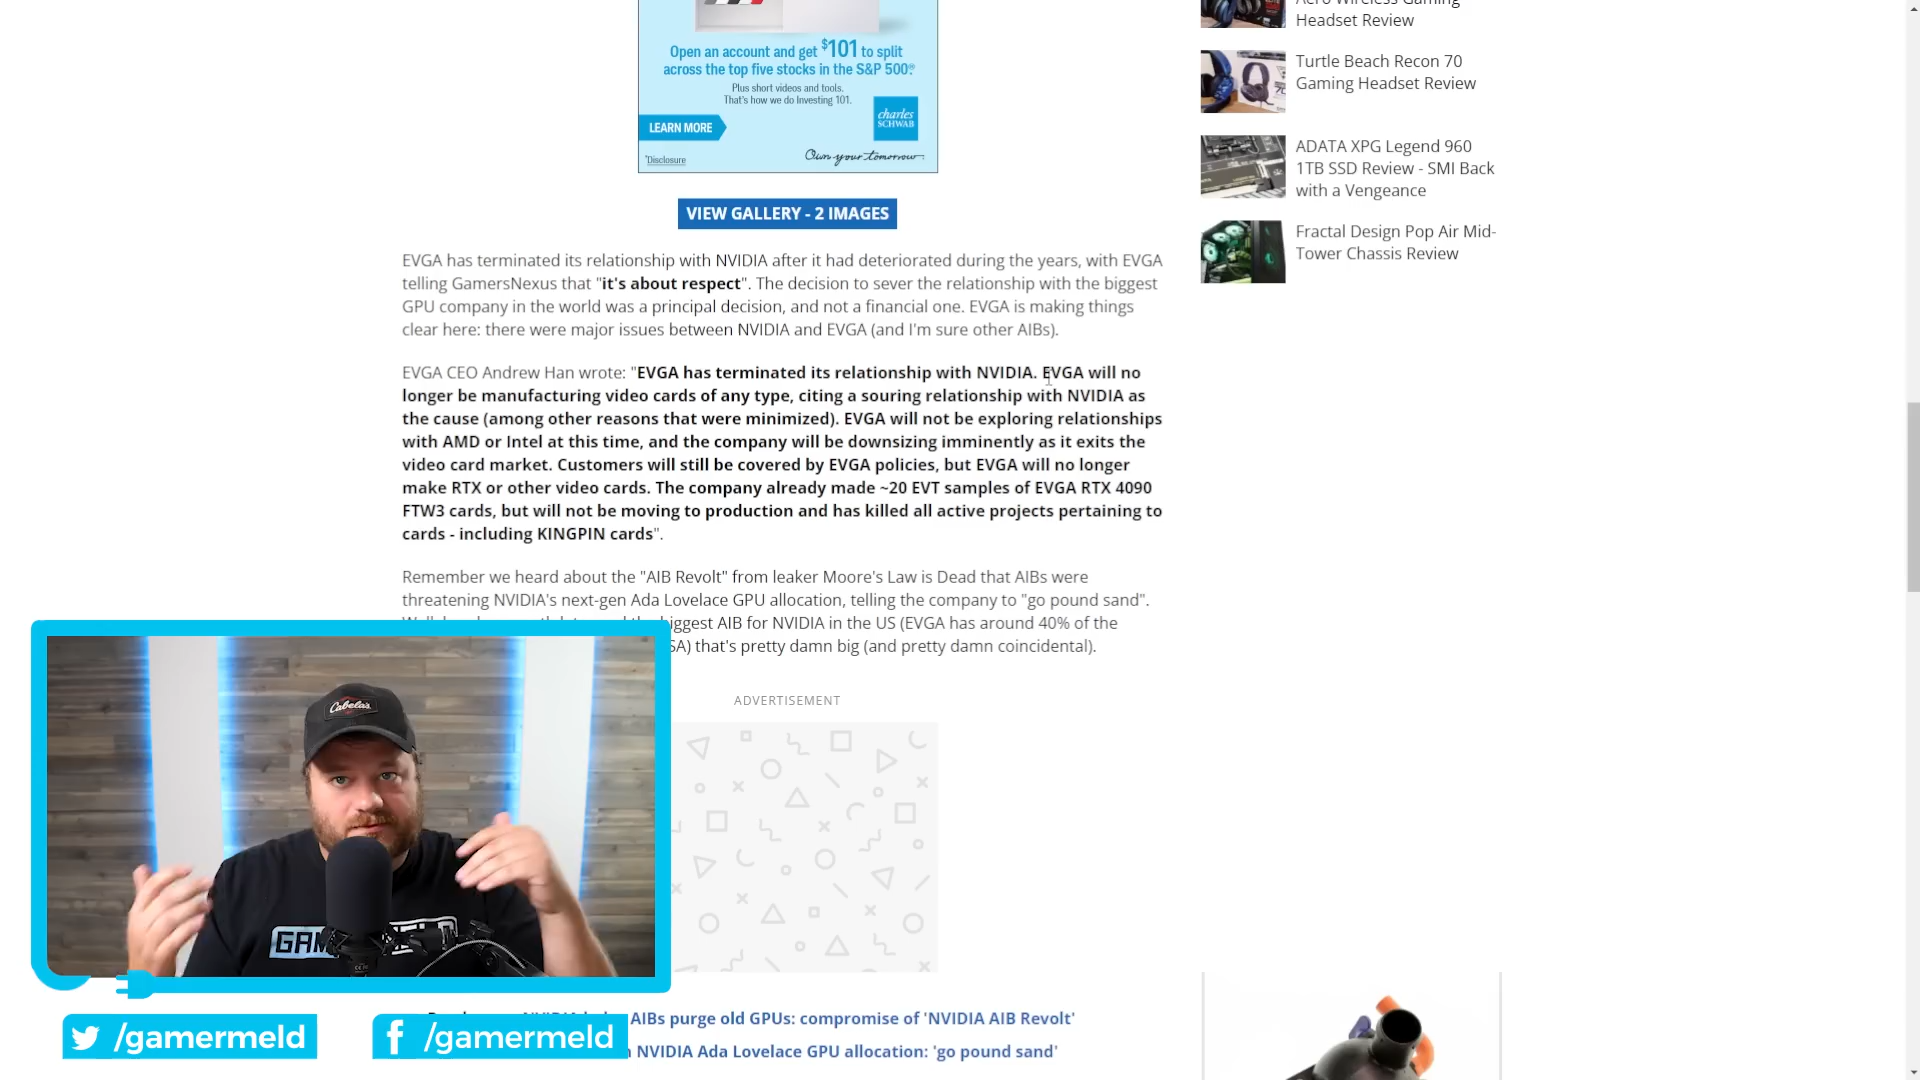 Open an account and get $101 to split
across the top five stocks in the S&P 500®*
Plus short videos and tools.
That's how we do Investing 101.
LEARN MORE
charles
SCHWAB
*Disclosure
Own your tomorrow
VIEW GALLERY - 2 IMAGES
EVGA has terminated its relationship with NVIDIA after it had deteriorated during the years, with EVGA
telling GamersNexus that "it's about respect". The decision to sever the relationship with the biggest
GPU company in the world was a principal decision, and not a financial one. EVGA is making things
clear here: there were major issues between NVIDIA and EVGA (and I'm sure other AIBs).
EVGA CEO Andrew Han wrote: "EVGA has terminated its relationship with NVIDIA. EVGA will no
longer be manufacturing video cards of any type, citing a souring relationship with NVIDIA as
the cause (among other reasons that were minimized). EVGA will not be exploring relationships
with AMD or Intel at this time, and the company will be downsizing imminently as it exits the
video card market. Customers will still be covered by EVGA policies, but EVGA will no longer
make RTX or other video cards. The company already made ~20 EVT samples of EVGA RTX 4090
FTW3 cards, but will not be moving to production and has killed all active projects pertaining to
cards - including KINGPIN cards".
Remember we heard about the "AIB Revolt" from leaker Moore's Law is Dead that AIBs were
threatening NVIDIA's next-gen Ada Lovelace GPU allocation, telling the company to "go pound sand".
biggest AIB for NVIDIA in the US (EVGA has around 40% of the
that's pretty damn big (and pretty damn coincidental).
ADVERTISEMENT
AIBs purge old GPUs: compromise of 'NVIDIA AIB Revolt'
NVIDIA Ada Lovelace GPU allocation: 'go pound sand'
Headset Review
Turtle Beach Recon 70
Gaming Headset Review
ADATA XPG Legend 960
1TB SSD Review - SMI Back
with a Vengeance
Fractal Design Pop Air Mid-
Tower Chassis Review
Cabela's
/gamermeld
/gamermeld